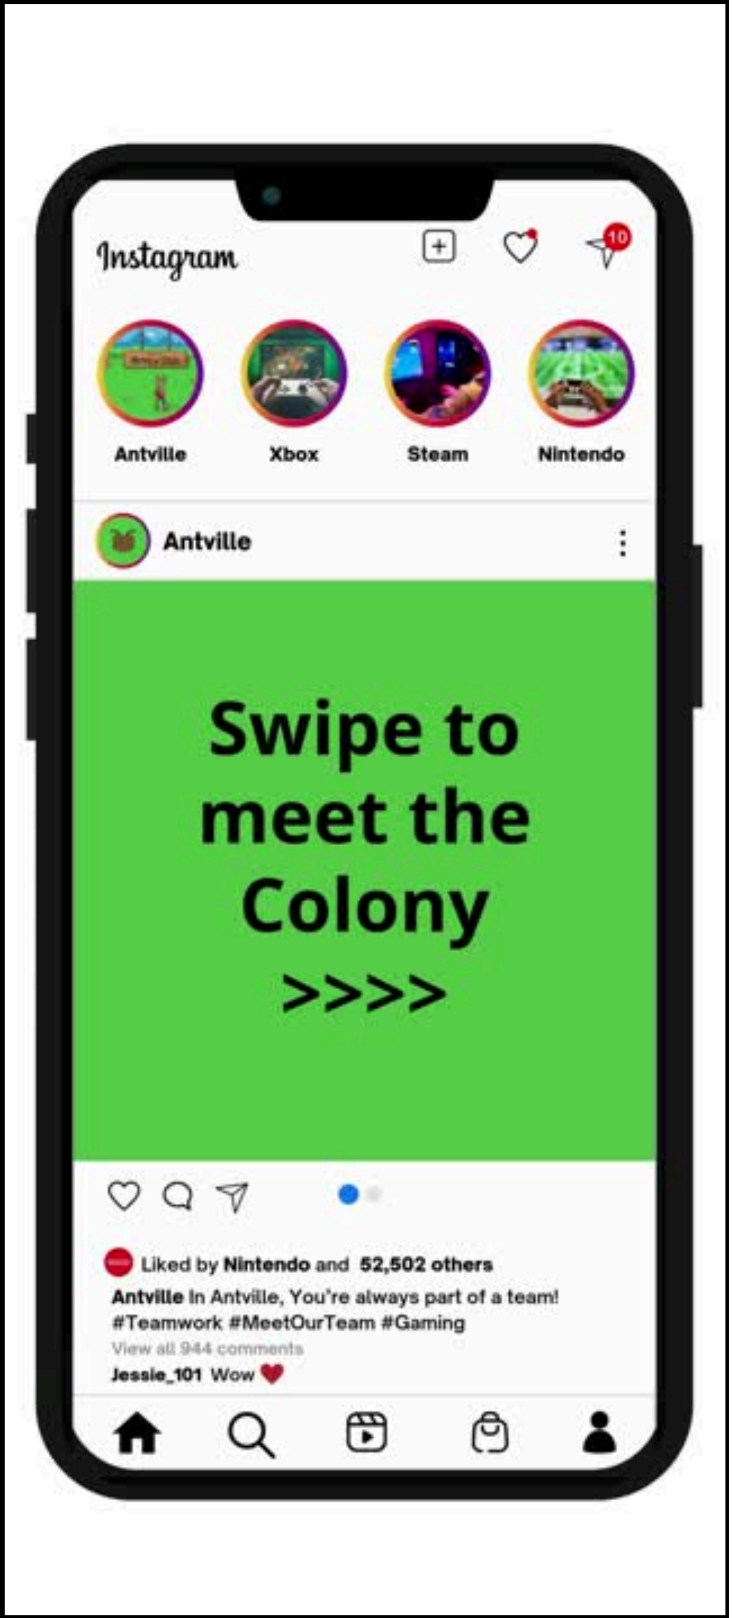 Instagram
10
Antville Xbox Steam Nintendo
Antville
Swipe to
meet the
Colony
>>>>
Liked by Nintendo and 52,502 others
Antville In Antville, You're always part of a team!
#Teamwork #MeetOurTeam #Gaming
View all 944 comments
Jessie_101 Wow ❤